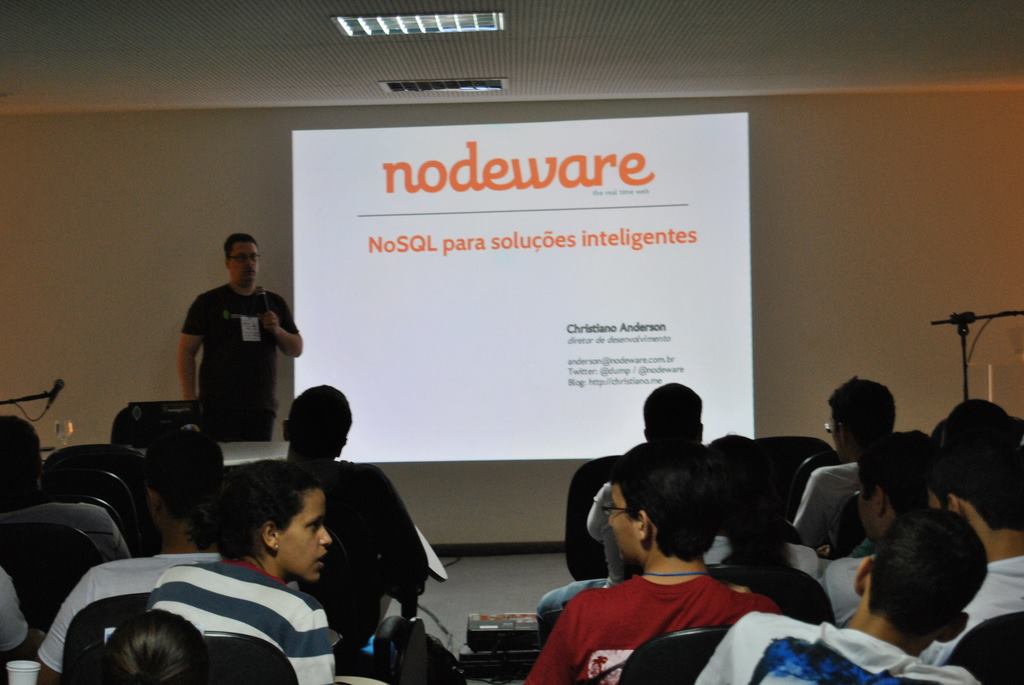 nodeware
the real time web
NoSQL para soluções inteligentes
Christiano Anderson
diretor de desenvolvimento
anderson@nodeware.com.br
Twitter: @dump / @nodeware
Blog: http://christiano.me